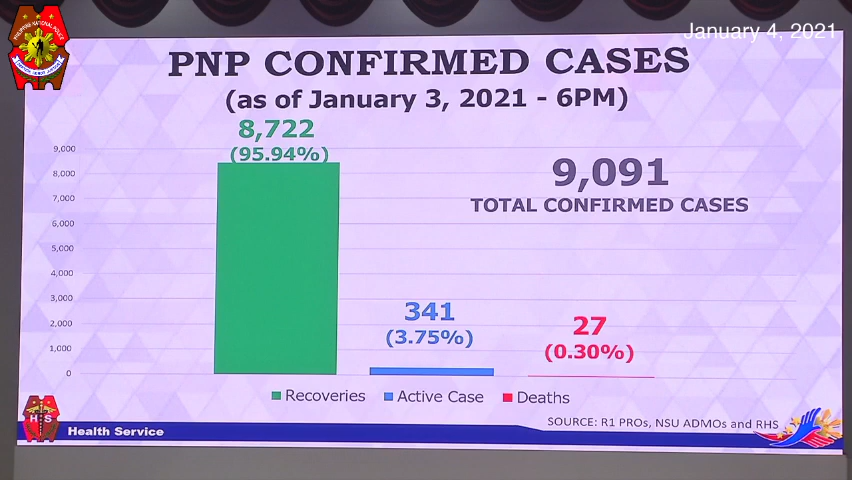 January 4, 2021
PHILIPPINE NATIONAL POLICE
PNP CONFIRMED CASES
(as of January 3, 2021 - 6PM)
8,722
(95.94%)
9,000
8,000
7,000
6,000
5,000
4,000
3,000
2,000
1,000
0
9,091
TOTAL CONFIRMED CASES
341
(3.75%)
27
(0.30%)
Recoveries
Active Case
Deaths
SOURCE: R1 PROs, NSU ADMOs and RHS
H S
Health Service